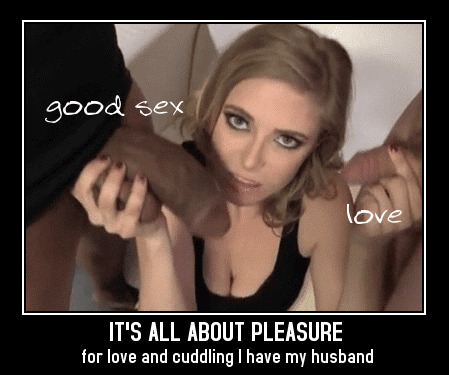 good sex
love
IT'S ALL ABOUT PLEASURE
for love and cuddling I have my husband